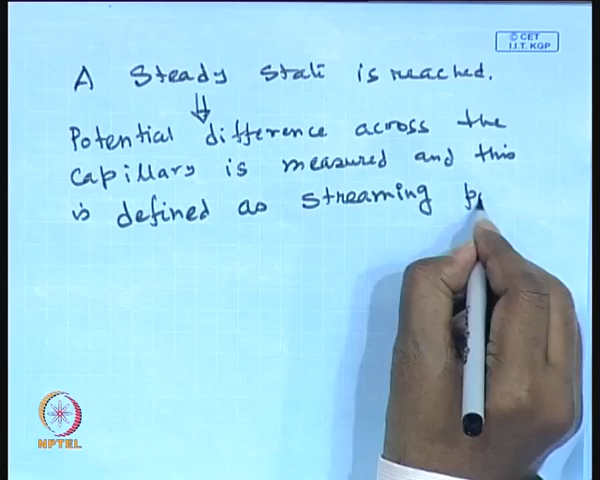 © CET
I.I.T. KGP
A Steady State is reached.
Potential difference across the
capillary is measured and this
is defined as streaming p
NPTEL